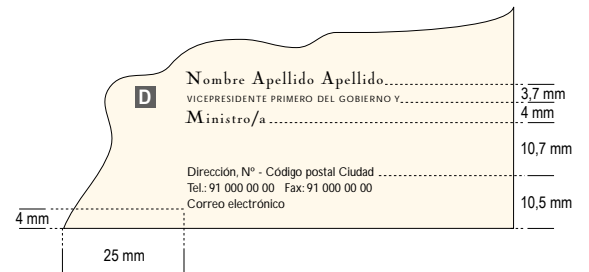 Nombre Apellido Apellido
D
VICEPRESIDENTE PRIMERO DEL GOBIERNO Y
Ministro/a
3,7 mm
4 mm
10,7 mm
Dirección, Nº - Código postal Ciudad
Tel.: 91 000 00 00 Fax: 91 000 00 00
Correo electrónico
10,5 mm
4 mm
25 mm